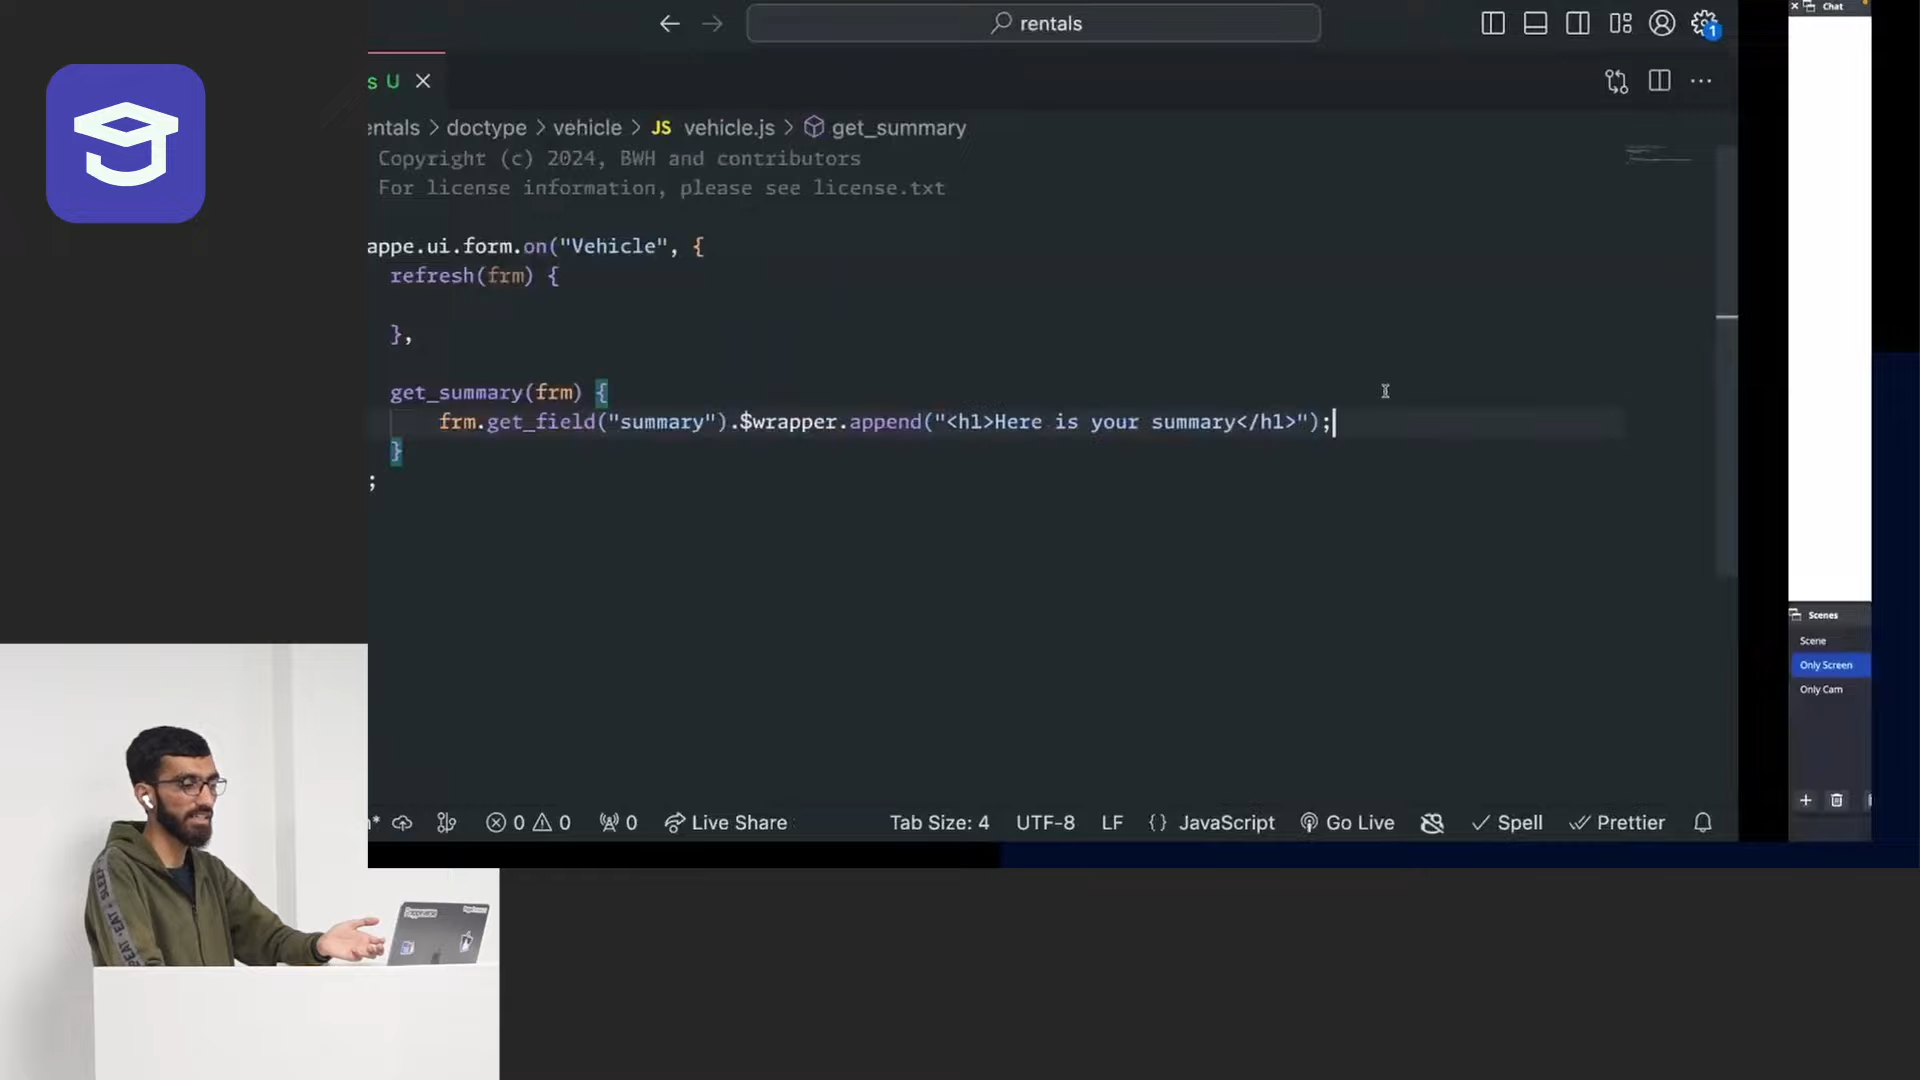 rentals
1
Chat
s U
entals > doctype > vehicle > JS vehicle.js > get_summary
Copyright (c) 2024, BWH and contributors
For license information, please see license.txt
appe.ui.form.on("Vehicle", {
refresh(frm) {
},
get_summary(frm) {
frm.get_field("summary").$wrapper.append("<h1>Here is your summary</h1>");
}
;
Scenes
Scene
Only Screen
Only Cam
0 0 0 Live Share Tab Size: 4 UTF-8 LF {} JavaScript Go Live Spell Prettier
EAT • SLEEP